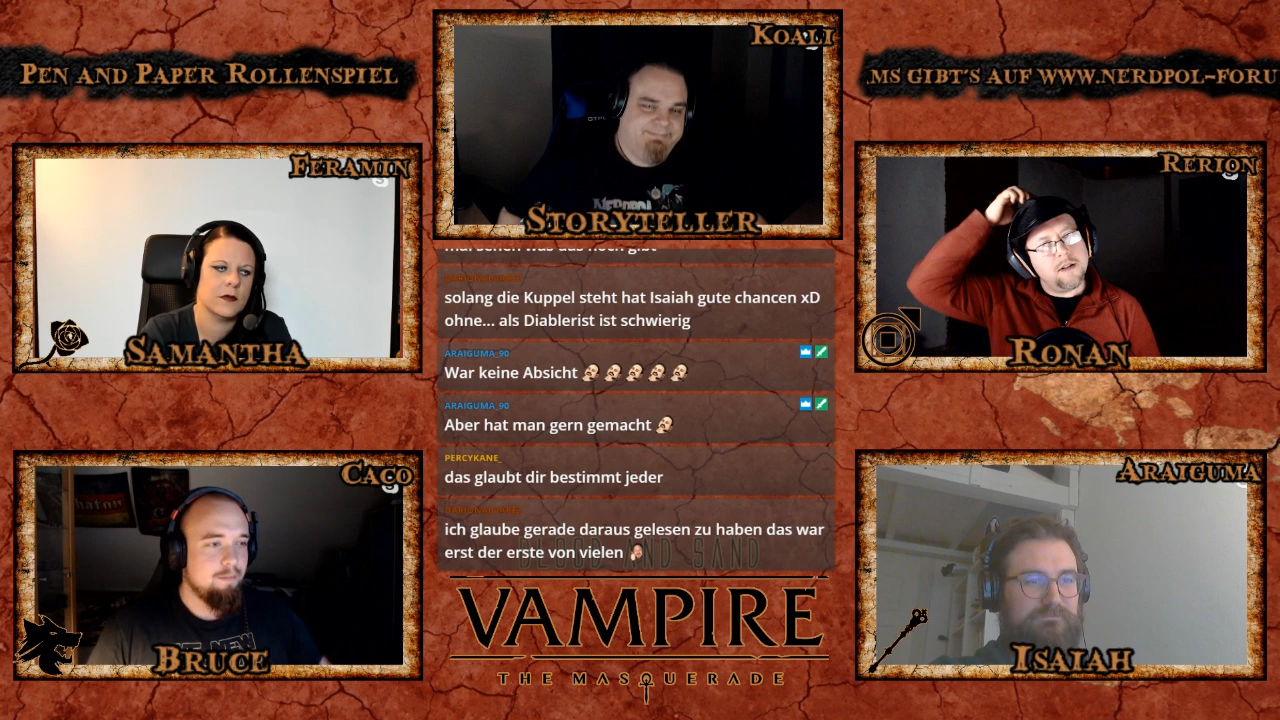 Koali
Pen and Paper Rollenspiel
MS GIBT'S AUF WWW.NERDPOL-FORU
Feramin
Storyteller
Rerion
Samantha
Ronan
solang die Kuppel steht hat Isaiah gute chancen xD
ohne... als Diablerist ist schwierig
ARAIGUMA_90
War keine Absicht
ARAIGUMA_90
Aber hat man gern gemacht
PERCYKANE_
das glaubt dir bestimmt jeder
ich glaube gerade daraus gelesen zu haben das war
erst der erste von vielen
BLOOD AND SAND
Caco
Araiguma
Bruce
Isaiah
VAMPIRE
THE MASQUERADE